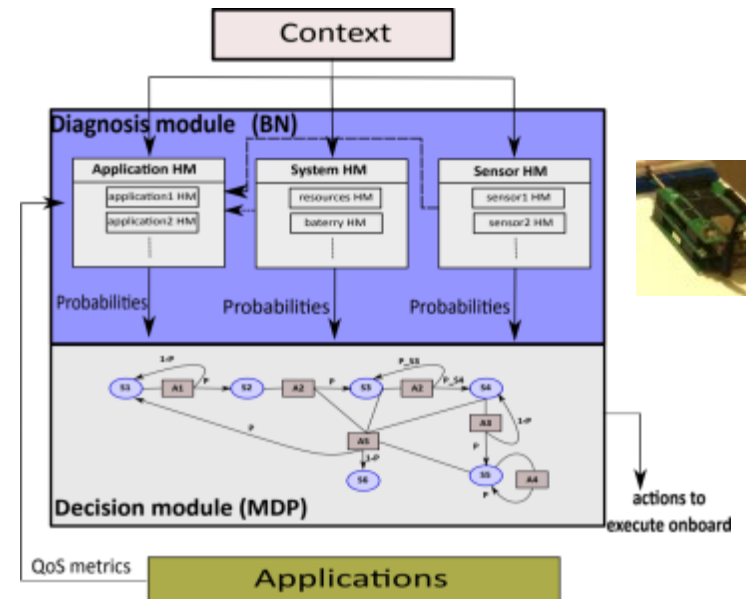 Context
Diagnosis module (BN)
Application HM
System HM
Sensor HM
application1 HM
resources HM
sensor1 HM
application2 HM
baterry HM
sensor2 HM
Probabilities
Probabilities
Probabilities
1-P
P_S3
S1
A1
P
S2
A2
P
S3
A2
P_S4
S4
A3
1-P
P
A5
P
1-P
S6
S5
A4
P
Decision module (MDP)
actions to
execute onboard
QoS metrics
Applications